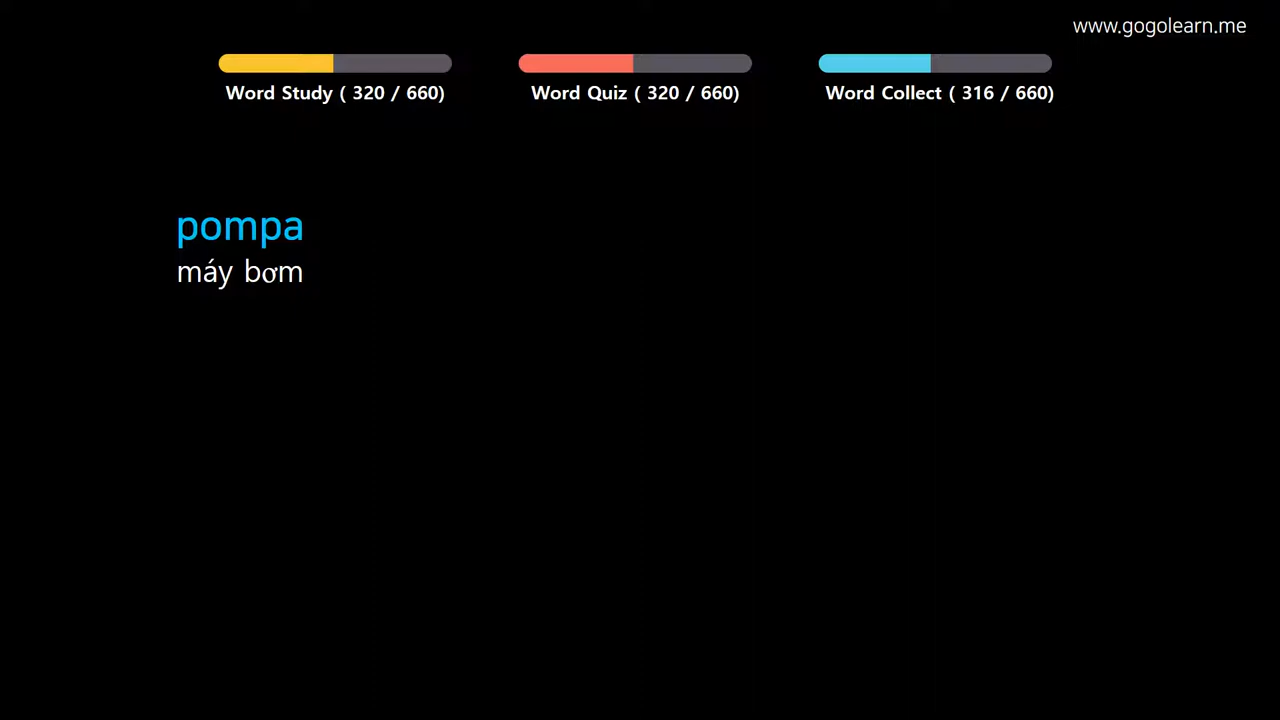 www.gogolearn.me
Word Study ( 320 / 660)
Word Quiz ( 320 / 660)
Word Collect ( 316 / 660)
pompa
máy bơm